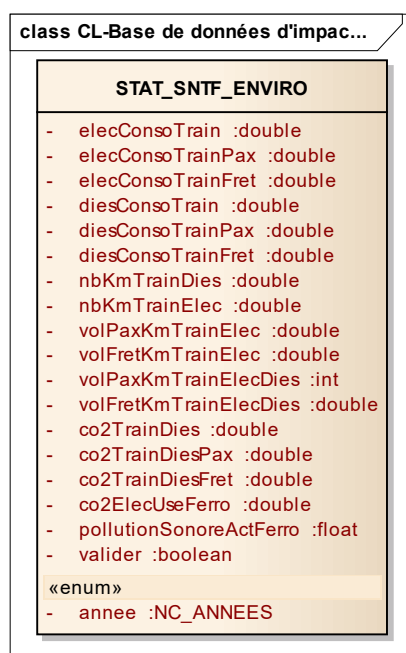 class CL-Base de données d'impac...
STAT_SNTF_ENVIRO
- elecConsoTrain :double
- elecConsoTrainPax :double
- elecConsoTrainFret :double
- diesConsoTrain :double
- diesConsoTrainPax :double
- diesConsoTrainFret :double
- nbKmTrainDies :double
- nbKmTrainElec :double
- volPaxKmTrainElec :double
- volFretKmTrainElec :double
- volPaxKmTrainElecDies :int
- volFretKmTrainElecDies :double
- co2TrainDies :double
- co2TrainDiesPax :double
- co2TrainDiesFret :double
- co2ElecUseFerro :double
- pollutionSonoreActFerro :float
- valider :boolean
«enum»
- annee :NC_ANNEES